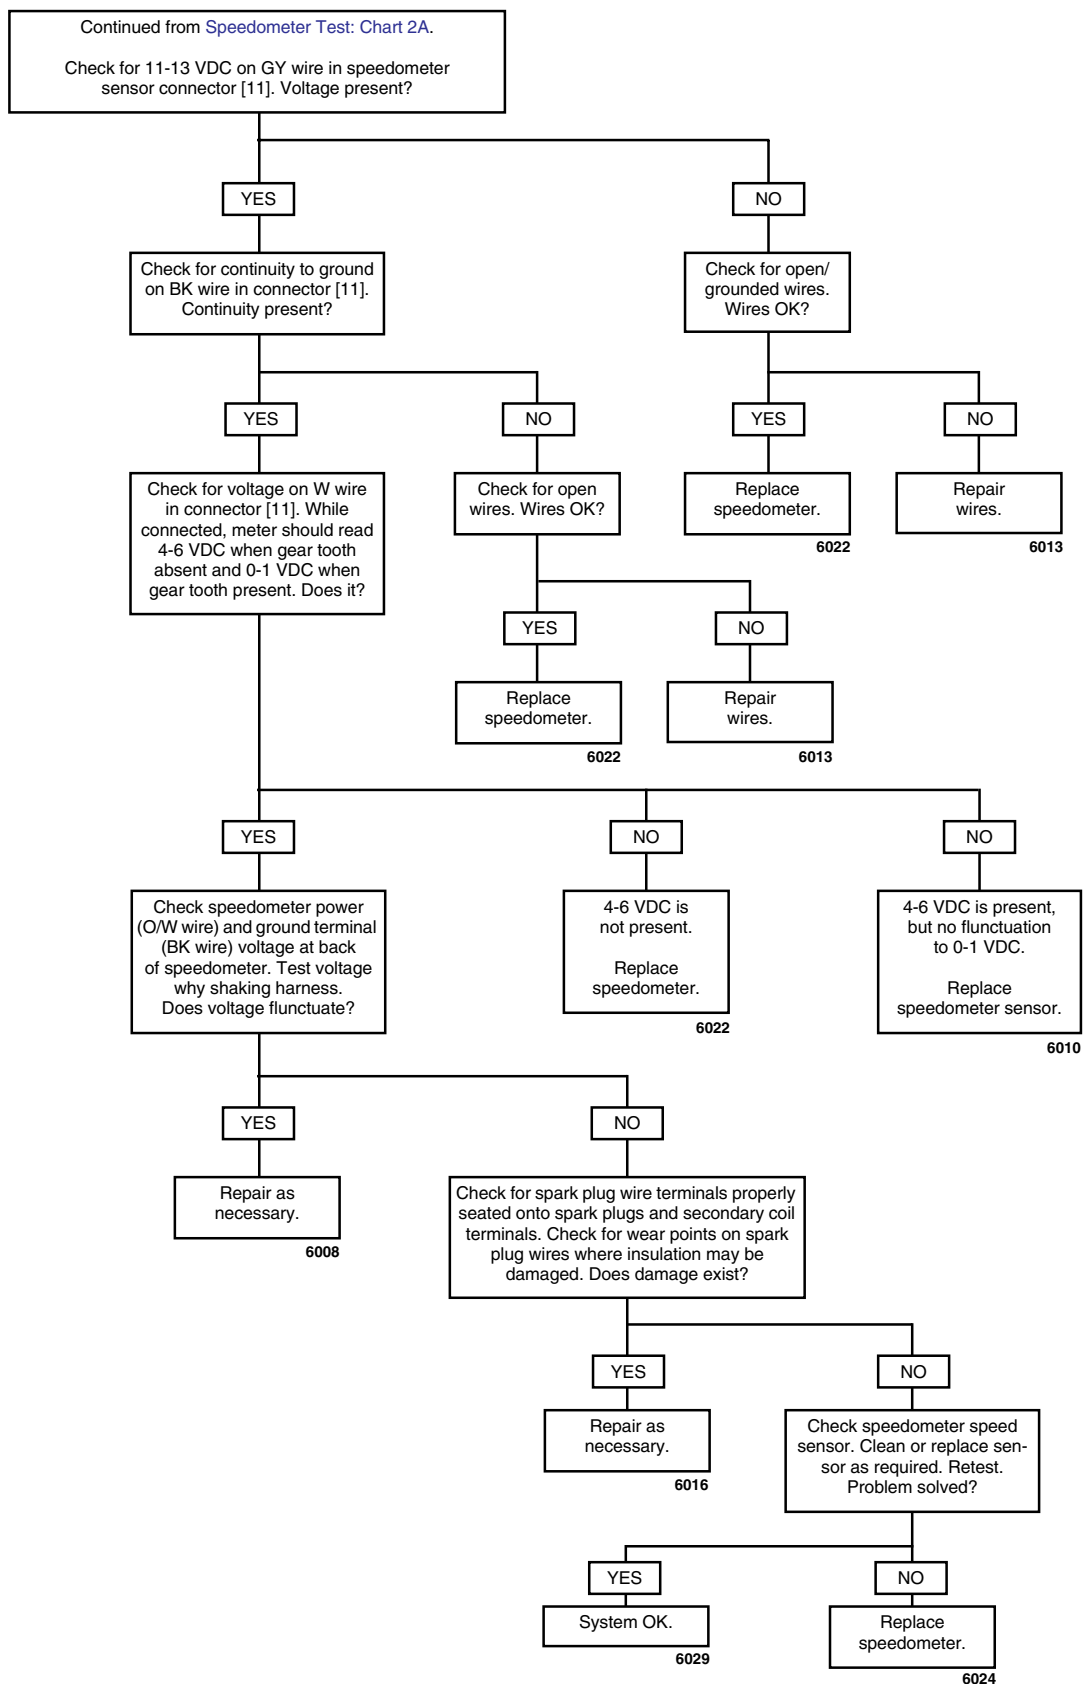 Continued from Speedometer Test: Chart 2A.
Check for 11-13 VDC on GY wire in speedometer
sensor connector [11]. Voltage present?
YES
NO
Check for continuity to ground
on BK wire in connector [11].
Continuity present?
Check for open/
grounded wires.
Wires OK?
YES
NO
YES
NO
Check for voltage on W wire
in connector [11]. While
connected, meter should read
4-6 VDC when gear tooth
absent and 0-1 VDC when
gear tooth present. Does it?
Check for open
wires. Wires OK?
Replace
speedometer.
6022
Repair
wires.
6013
YES
NO
Replace
speedometer.
6022
Repair
wires.
6013
YES
NO
NO
Check speedometer power
(O/W wire) and ground terminal
(BK wire) voltage at back
of speedometer. Test voltage
why shaking harness.
Does voltage flunctuate?
4-6 VDC is
not present.
Replace
speedometer.
6022
4-6 VDC is present,
but no flunctuation
to 0-1 VDC.
Replace
speedometer sensor.
6010
YES
NO
Repair as
necessary.
6008
Check for spark plug wire terminals properly
seated onto spark plugs and secondary coil
terminals. Check for wear points on spark
plug wires where insulation may be
damaged. Does damage exist?
YES
NO
Repair as
necessary.
6016
Check speedometer speed
sensor. Clean or replace sen-
sor as required. Retest.
Problem solved?
YES
NO
System OK.
6029
Replace
speedometer.
6024